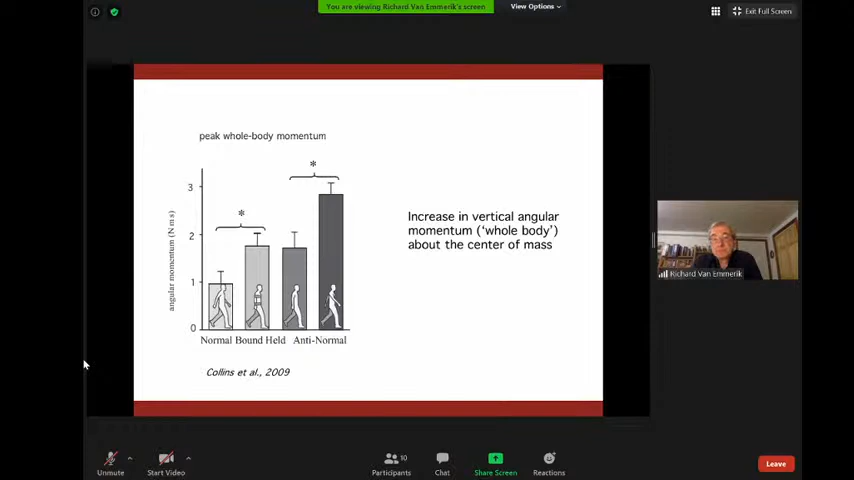 You are viewing Richard Van Emmerik's screen
View Options
Exit Full Screen
peak whole-body momentum
*
*
3
2
1
0
angular momentum (N m s)
Normal Bound Held Anti-Normal
Increase in vertical angular
momentum ('whole body')
about the center of mass
Collins et al., 2009
Richard Van Emmerik
Unmute
Start Video
10
Participants
Chat
Share Screen
Reactions
Leave